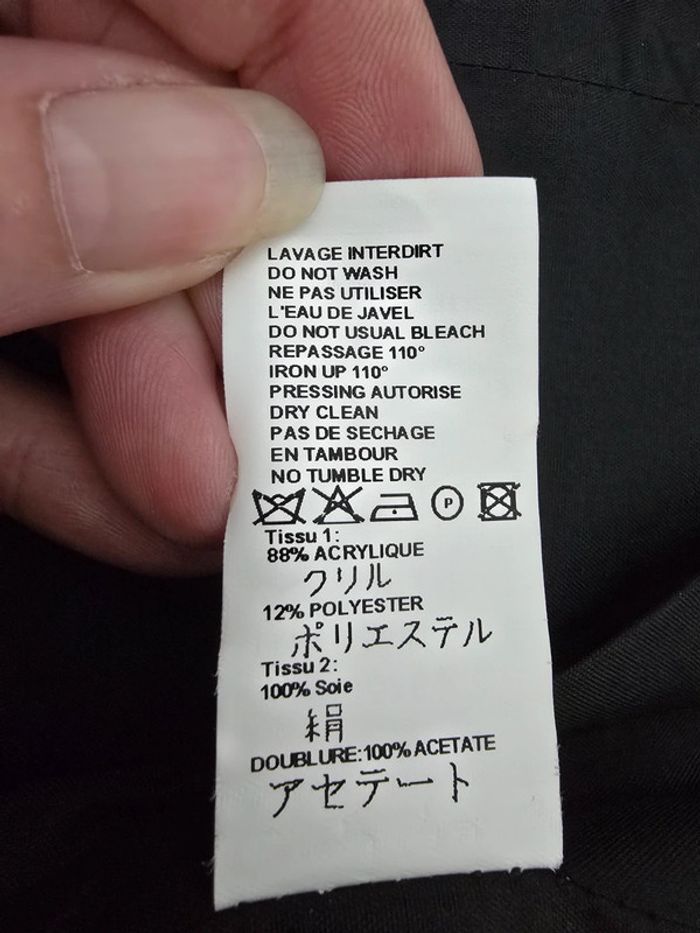 LAVAGE INTERDIRT
DO NOT WASH
NE PAS UTILISER
L'EAU DE JAVEL
DO NOT USUAL BLEACH
REPASSAGE 110°
IRON UP 110°
PRESSING AUTORISE
DRY CLEAN
PAS DE SECHAGE
EN TAMBOUR
NO TUMBLE DRY
P
Tissu 1:
88% ACRYLIQUE
クリル
12% POLYESTER
ポリエステル
Tissu 2:
100% Soie
絹
DOUBLURE:100% ACETATE
アセテート